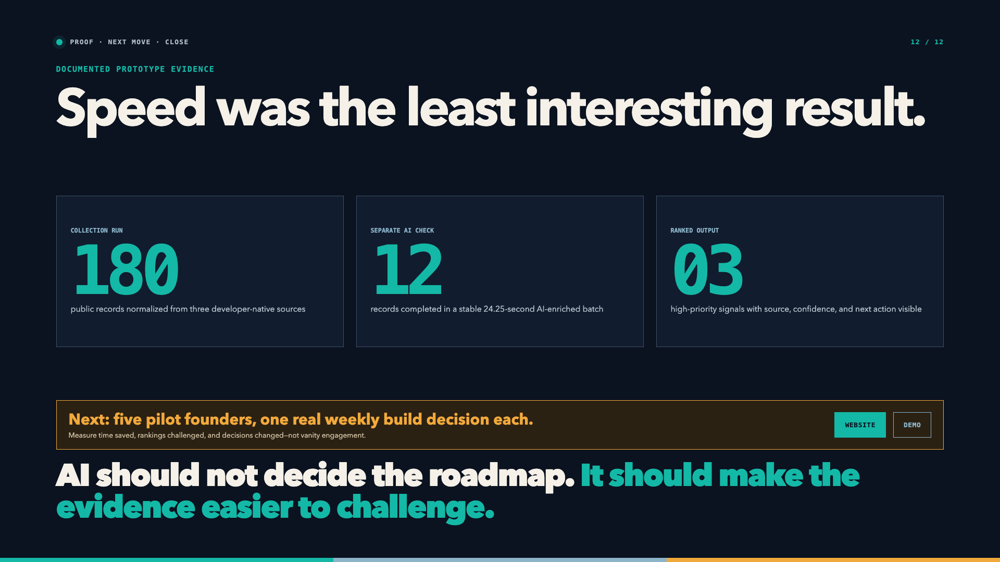 PROOF · NEXT MOVE · CLOSE
12 / 12
DOCUMENTED PROTOTYPE EVIDENCE
Speed was the least interesting result.
COLLECTION RUN
180
public records normalized from three developer-native sources
SEPARATE AI CHECK
12
records completed in a stable 24.25-second AI-enriched batch
RANKED OUTPUT
03
high-priority signals with source, confidence, and next action visible
Next: five pilot founders, one real weekly build decision each.
Measure time saved, rankings challenged, and decisions changed—not vanity engagement.
WEBSITE
DEMO
AI should not decide the roadmap. It should make the
evidence easier to challenge.